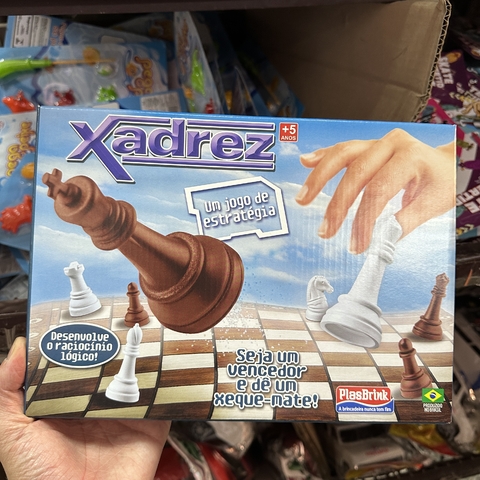 Xadrez
+5
ANOS
Um jogo de
estratégia
Desenvolve
o raciocínio
lógico!
Seja um
vencedor
e dê um
xeque-mate!
PlasBrink
A brincadeira nunca tem fim
PRODUZIDO
NO BRASIL